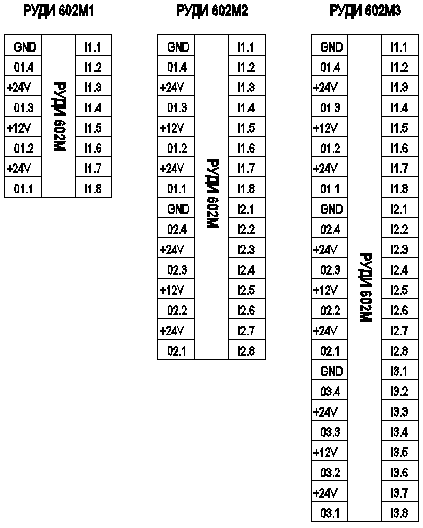 РУДИ 602М1
GND I1.1
01.4 I1.2
+24V I1.3
01.3 I1.4
+12V I1.5
01.2 I1.6
+24V I1.7
01.1 I1.8
РУДИ 602М
РУДИ 602М2
GND I1.1
01.4 I1.2
+24V I1.3
01.3 I1.4
+12V I1.5
01.2 I1.6
+24V I1.7
01.1 I1.8
GND I2.1
02.4 I2.2
+24V I2.3
02.3 I2.4
+12V I2.5
02.2 I2.6
+24V I2.7
02.1 I2.8
РУДИ 602М
РУДИ 602М3
GND I1.1
01.4 I1.2
+24V I1.3
01.3 I1.4
+12V I1.5
01.2 I1.6
+24V I1.7
01.1 I1.8
GND I2.1
02.4 I2.2
+24V I2.3
02.3 I2.4
+12V I2.5
02.2 I2.6
+24V I2.7
02.1 I2.8
GND I3.1
03.4 I3.2
+24V I3.3
03.3 I3.4
+12V I3.5
03.2 I3.6
+24V I3.7
03.1 I3.8
РУДИ 602М